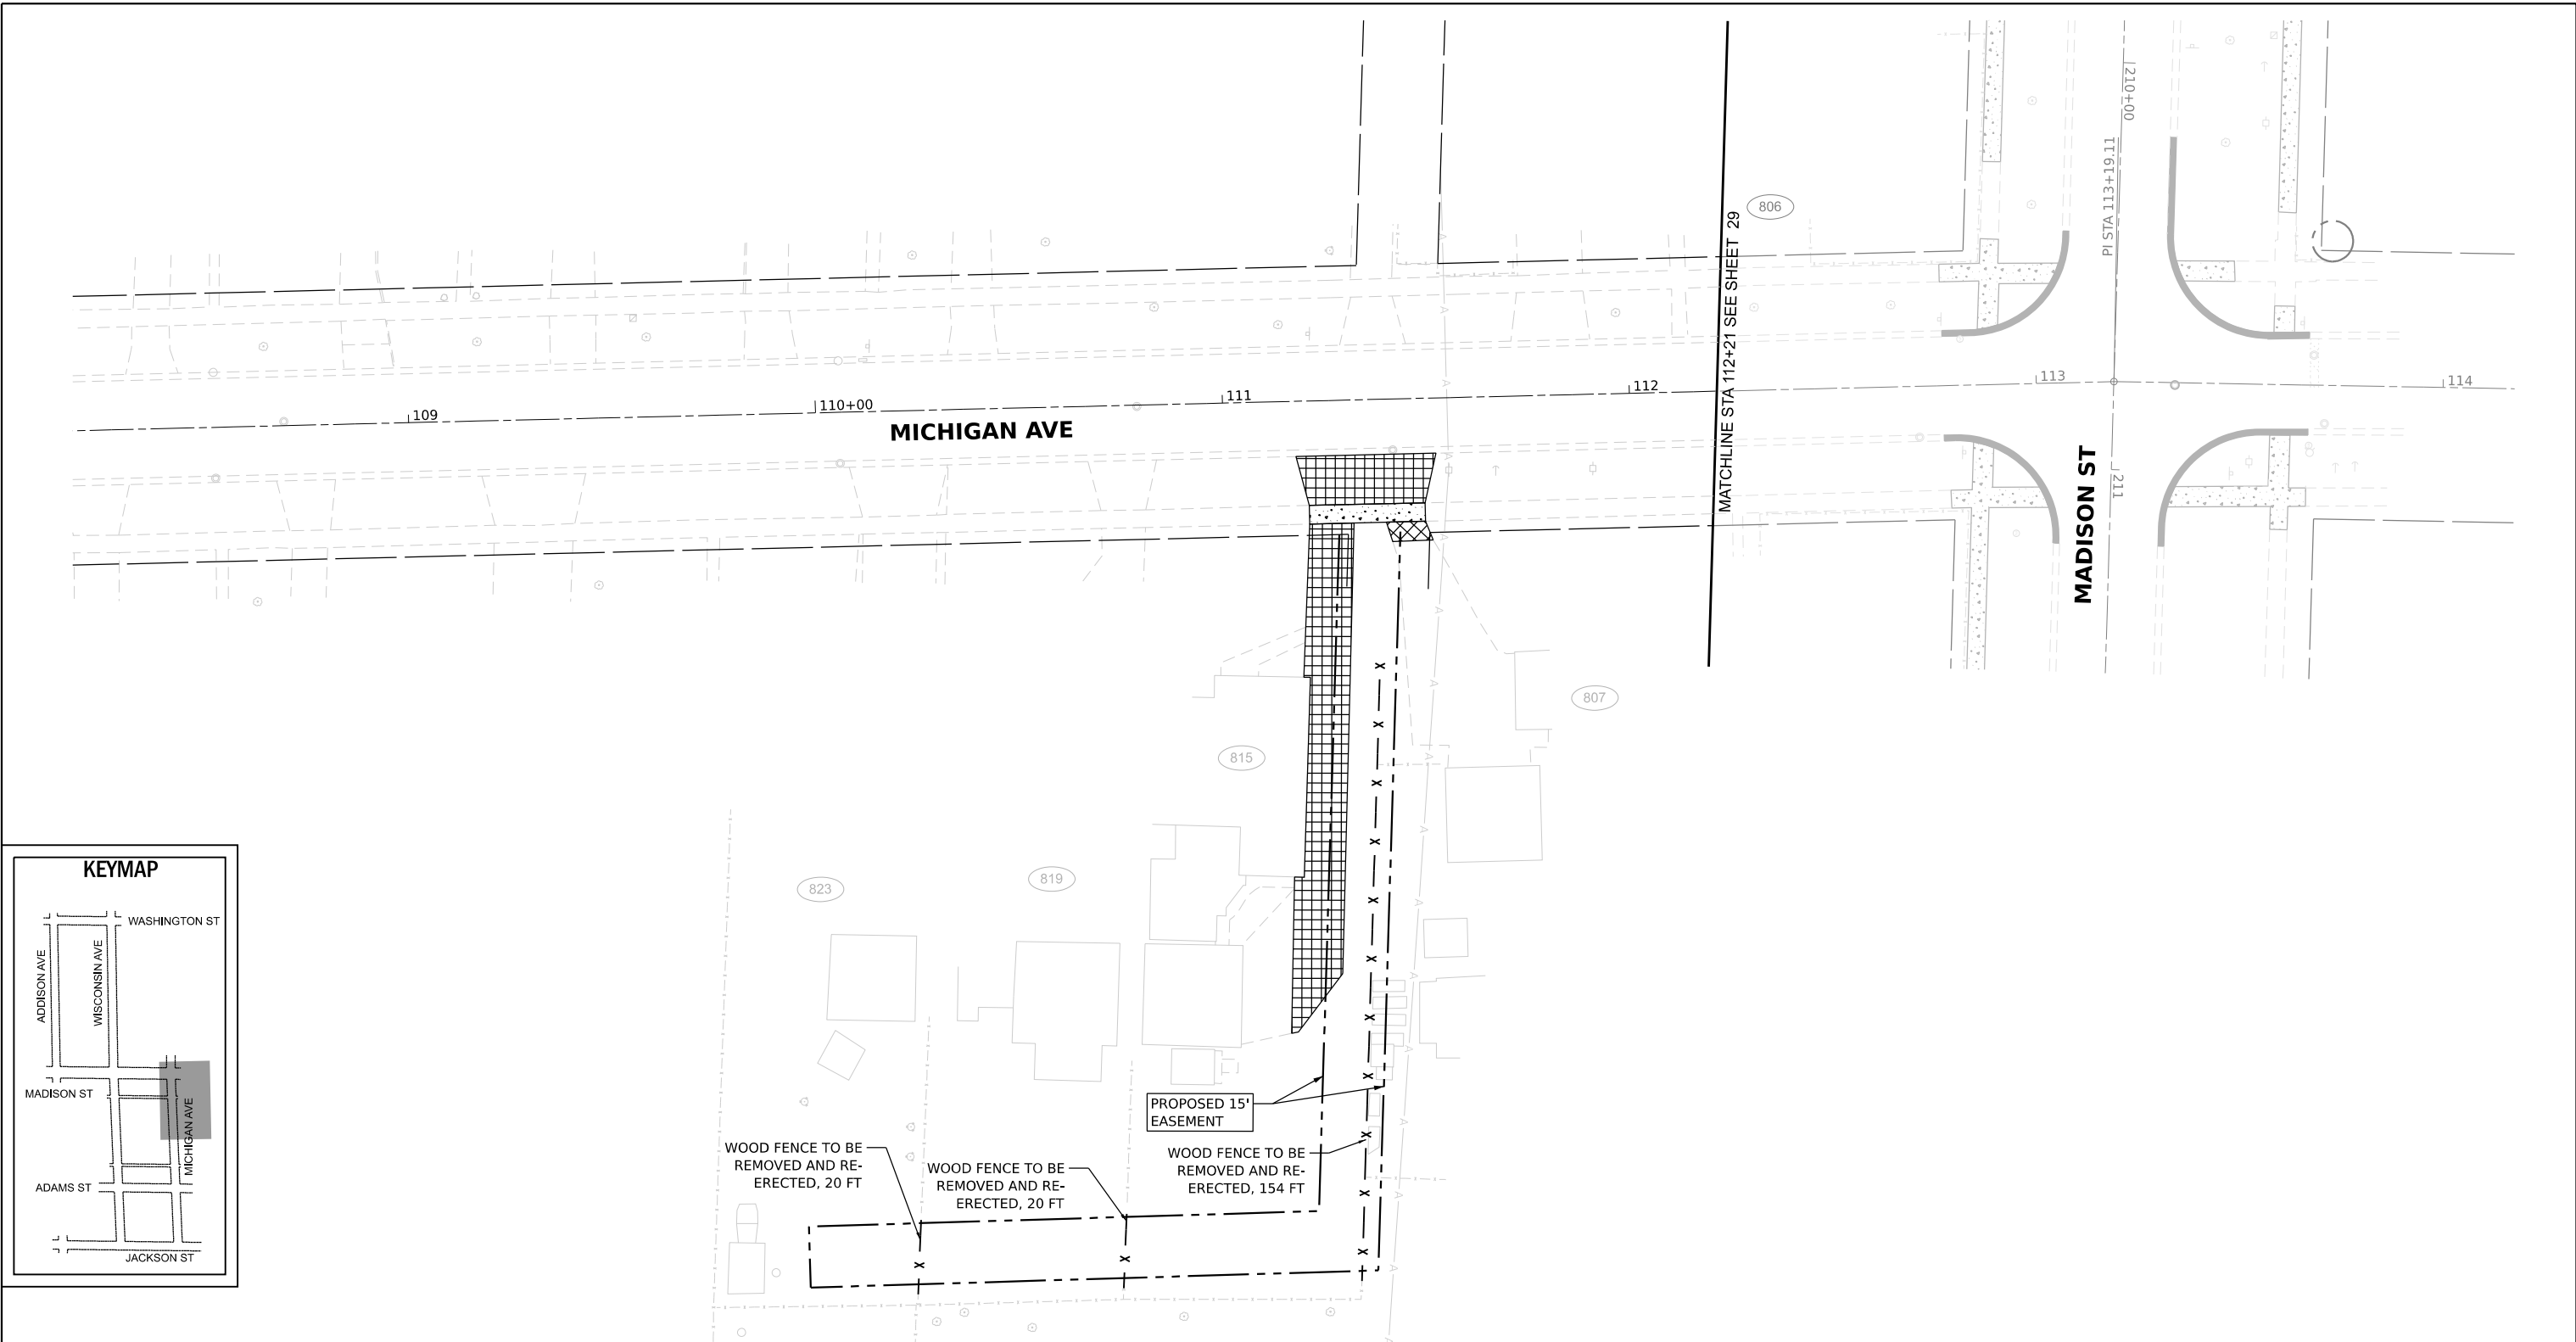 210+00
PI STA 113+19.11
806
MATCHLINE STA 112+21 SEE SHEET 29
109
110+00
111
112
113
114
MICHIGAN AVE
211
MADISON ST
807
815
819
823
PROPOSED 15'
EASEMENT
WOOD FENCE TO BE
REMOVED AND RE-
ERECTED, 20 FT
WOOD FENCE TO BE
REMOVED AND RE-
ERECTED, 20 FT
WOOD FENCE TO BE
REMOVED AND RE-
ERECTED, 154 FT
KEYMAP
WASHINGTON ST
ADDISON AVE
WISCONSIN AVE
MADISON ST
MICHIGAN AVE
ADAMS ST
JACKSON ST